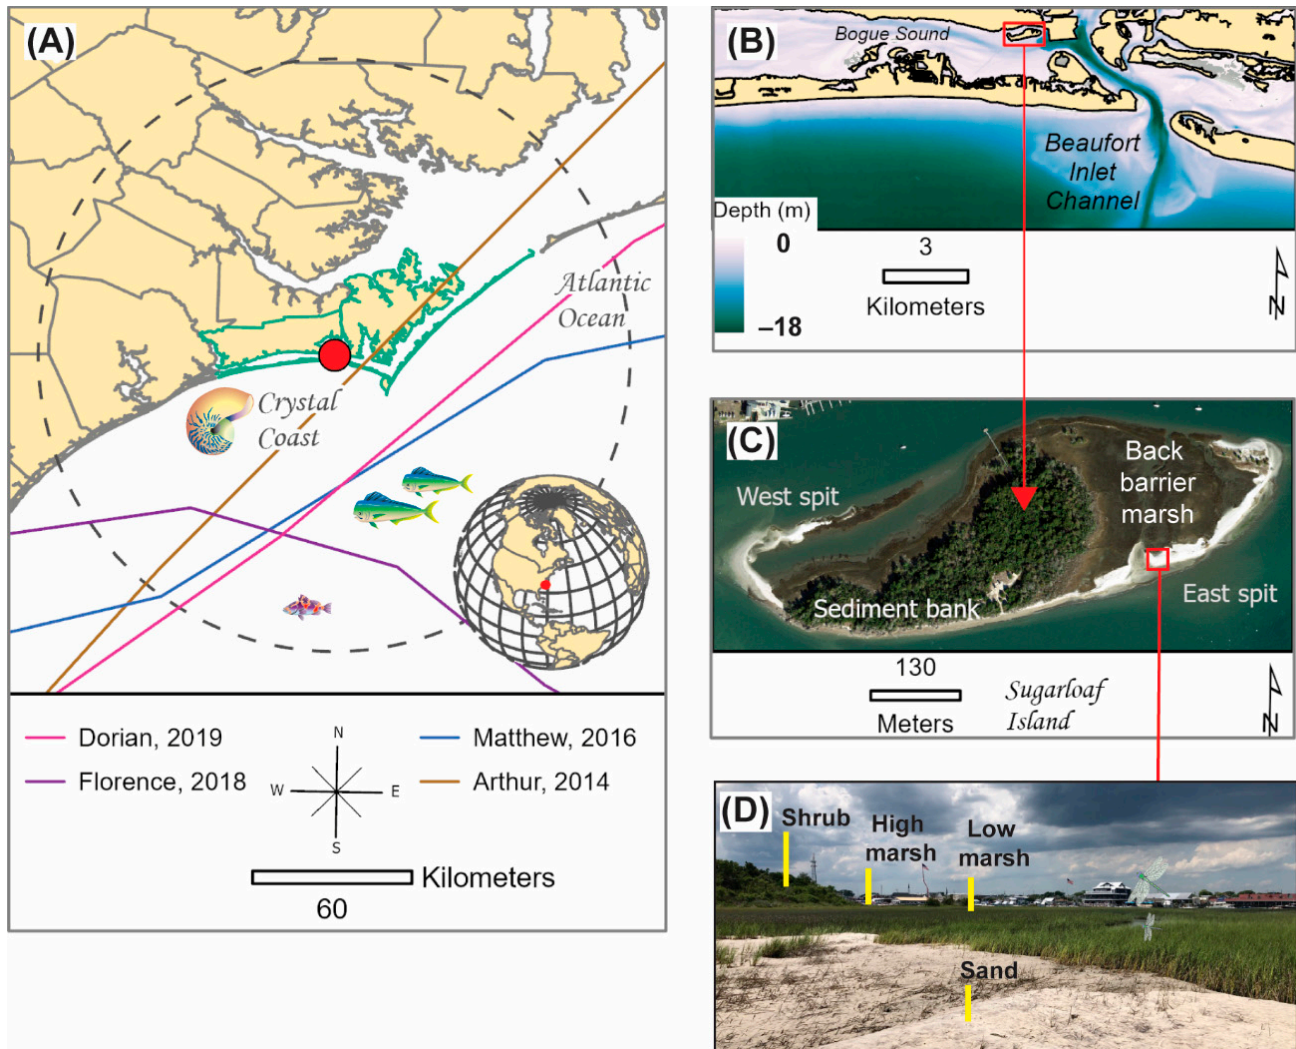 (A)
Atlantic
Ocean
Crystal
Coast
Dorian, 2019
Matthew, 2016
Florence, 2018
Arthur, 2014
N
W
E
S
Kilometers
60
(B)
Bogue Sound
Beaufort
Inlet
Channel
Depth (m)
0
–18
3
Kilometers
N
(C)
West spit
Back
barrier
marsh
East spit
Sediment bank
130
Meters
Sugarloaf
Island
N
(D)
Shrub
High
marsh
Low
marsh
Sand